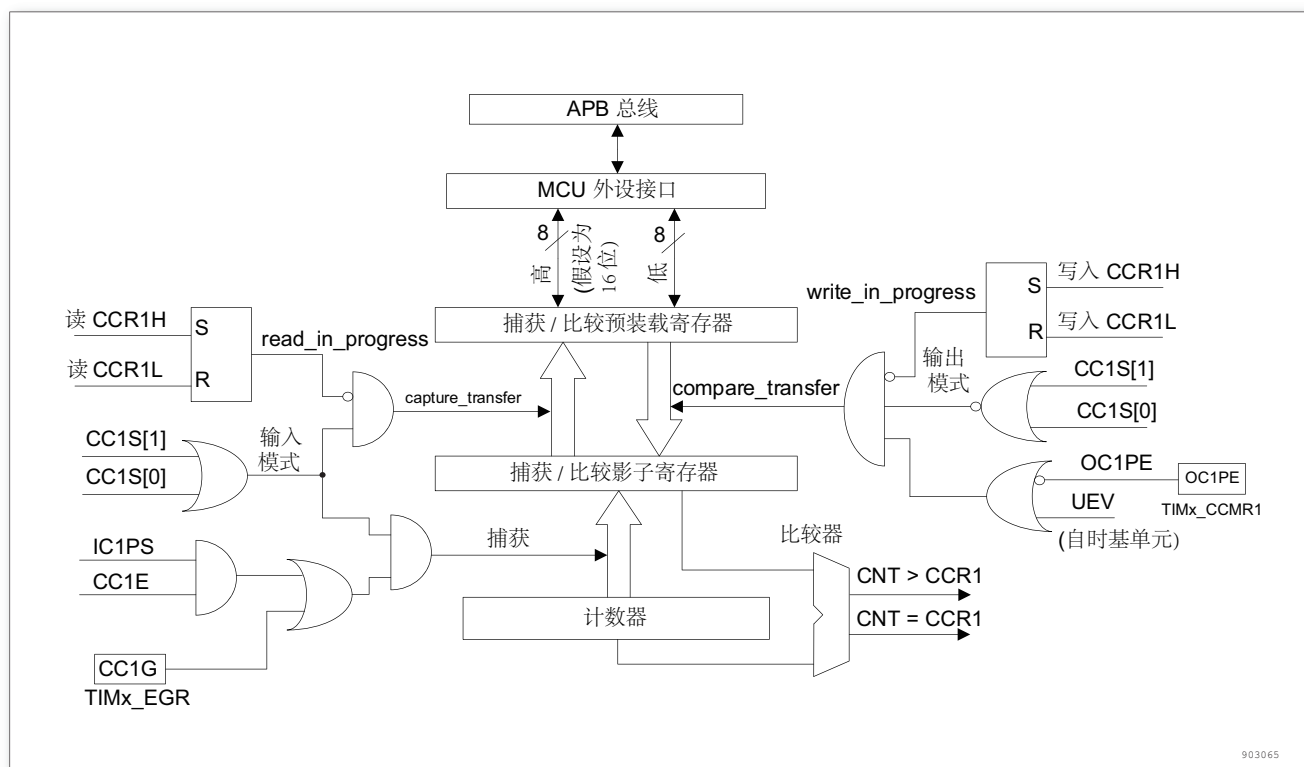 APB 总线
MCU 外设接口
8
8
高
(假设为
16 位)
低
写入 CCR1H
S
write_in_progress
读 CCR1H
S
捕获 / 比较预装载寄存器
R
写入 CCR1L
read_in_progress
读 CCR1L
R
输出
模式
CC1S[1]
capture_transfer
compare_transfer
CC1S[0]
CC1S[1]
输入
模式
CC1S[0]
捕获 / 比较影子寄存器
OC1PE
OC1PE
UEV
TIMx_CCMR1
(自时基单元)
IC1PS
捕获
比较器
CC1E
CNT > CCR1
计数器
CNT = CCR1
CC1G
TIMx_EGR
903065